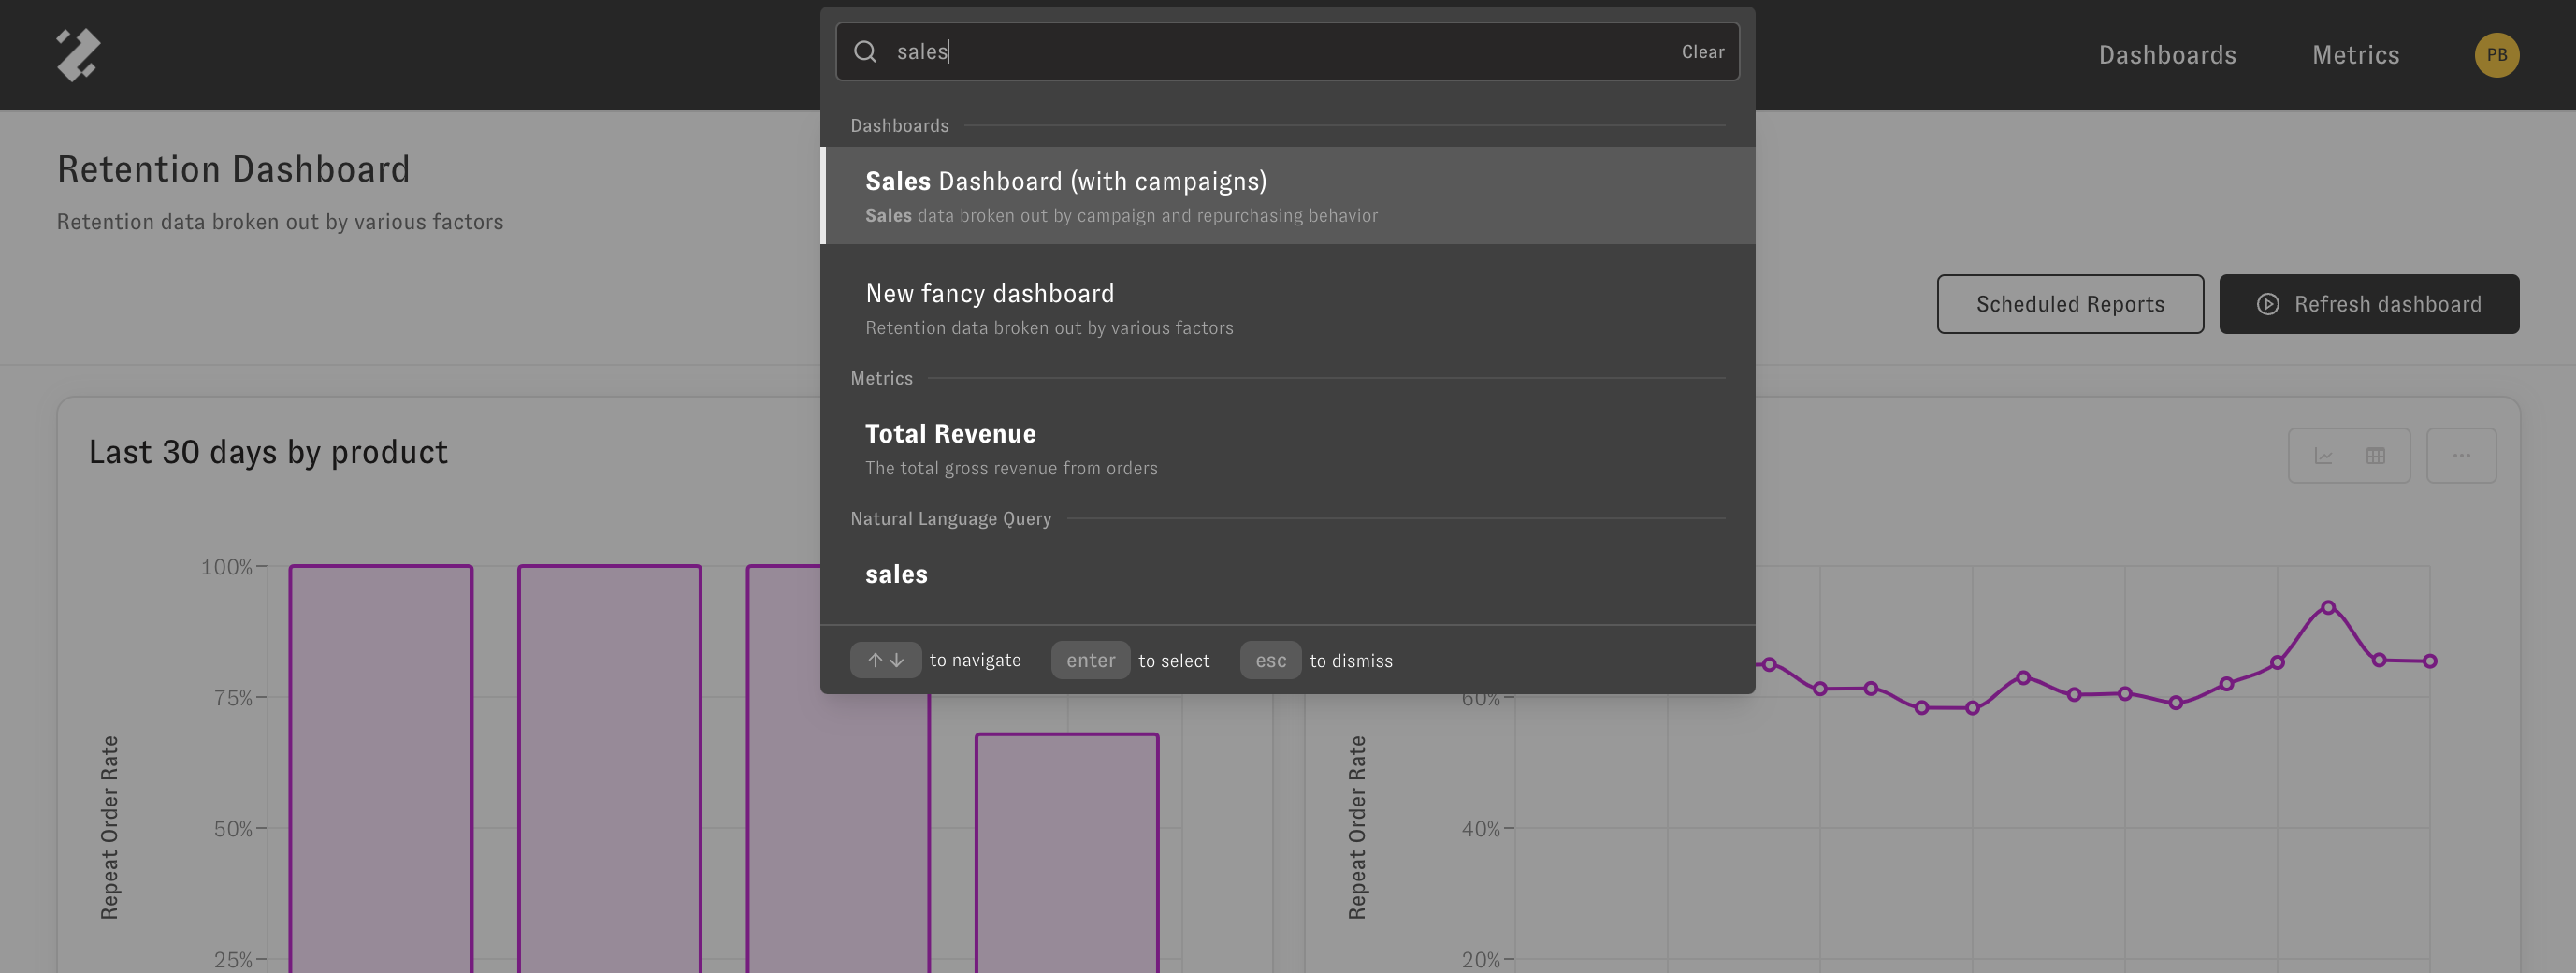 sales
Clear
Dashboards
Metrics
PB
Retention Dashboard
Retention data broken out by various factors
Scheduled Reports
Refresh dashboard
Dashboards
Sales Dashboard (with campaigns)
Sales data broken out by campaign and repurchasing behavior
New fancy dashboard
Retention data broken out by various factors
Metrics
Total Revenue
The total gross revenue from orders
Natural Language Query
sales
↑ ↓ to navigate
enter to select
esc to dismiss
Last 30 days by product
100%
75%
50%
25%
Repeat Order Rate
60%
40%
20%
Repeat Order Rate